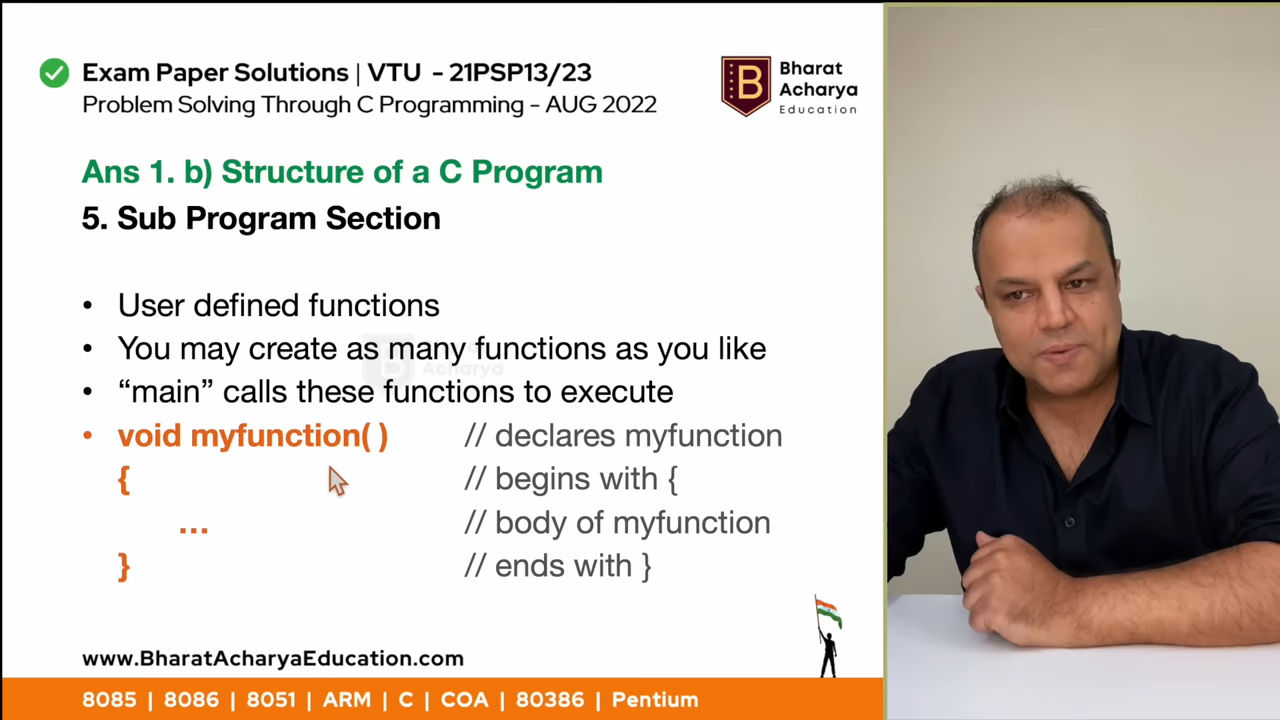 Exam Paper Solutions | VTU - 21PSP13/23
Problem Solving Through C Programming - AUG 2022
B
Bharat
Acharya
Education
Ans 1. b) Structure of a C Program
5. Sub Program Section
• User defined functions
• You may create as many functions as you like
• “main” calls these functions to execute
• void myfunction( ) // declares myfunction
{ // begins with {
... // body of myfunction
} // ends with }
B Acharya
www.BharatAcharyaEducation.com
8085 | 8086 | 8051 | ARM | C | COA | 80386 | Pentium